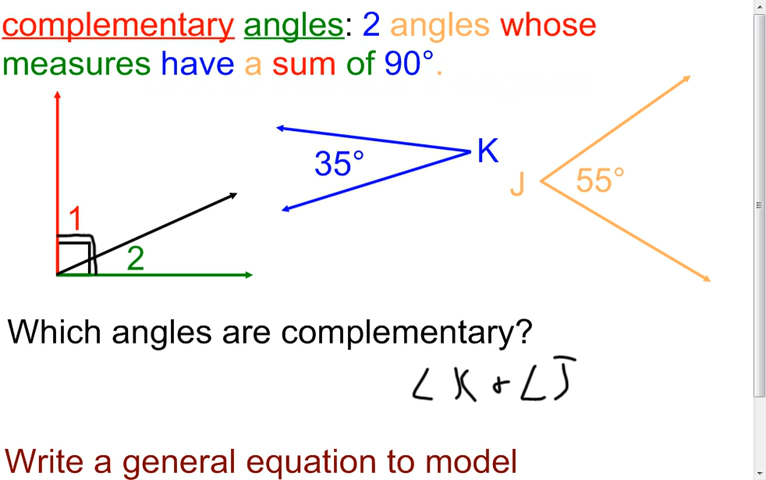 complementary angles: 2 angles whose
measures have a sum of 90°.
35°
K
J
55°
1
2
Which angles are complementary?
∠K + ∠J
Write a general equation to model